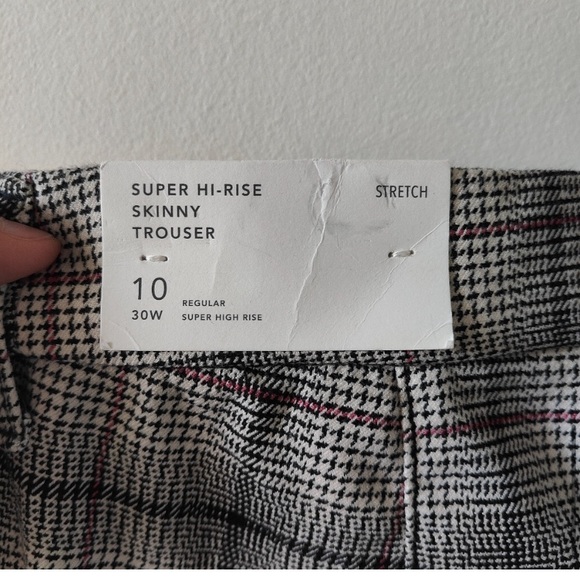 SUPER HI-RISE
SKINNY
TROUSER
STRETCH
10
30W
REGULAR
SUPER HIGH RISE